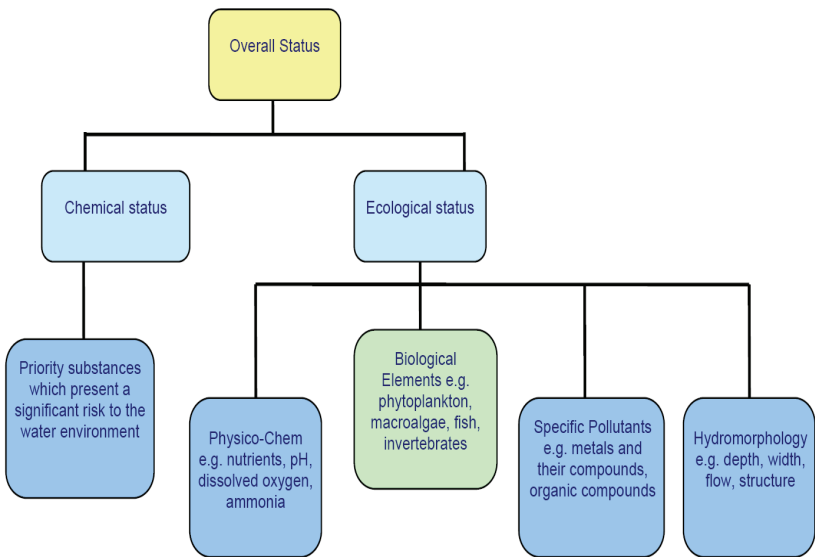 Overall Status
Chemical status
Ecological status
Priority substances
which present a
significant risk to the
water environment
Physico-Chem
e.g. nutrients, pH,
dissolved oxygen,
ammonia
Biological
Elements e.g.
phytoplankton,
macroalgae, fish,
invertebrates
Specific Pollutants
e.g. metals and
their compounds,
organic compounds
Hydromorphology
e.g. depth, width,
flow, structure